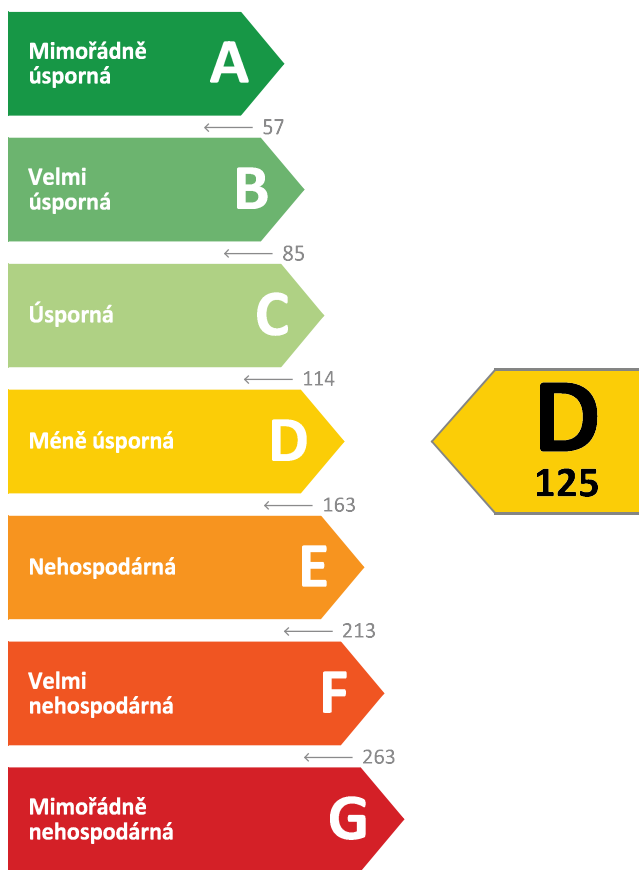 Mimořádně
úsporná
A
57
Velmi
úsporná
B
85
Úsporná
C
114
Méně úsporná
D
D
125
163
Nehospodárná
E
213
Velmi
nehospodárná
F
263
Mimořádně
nehospodárná
G